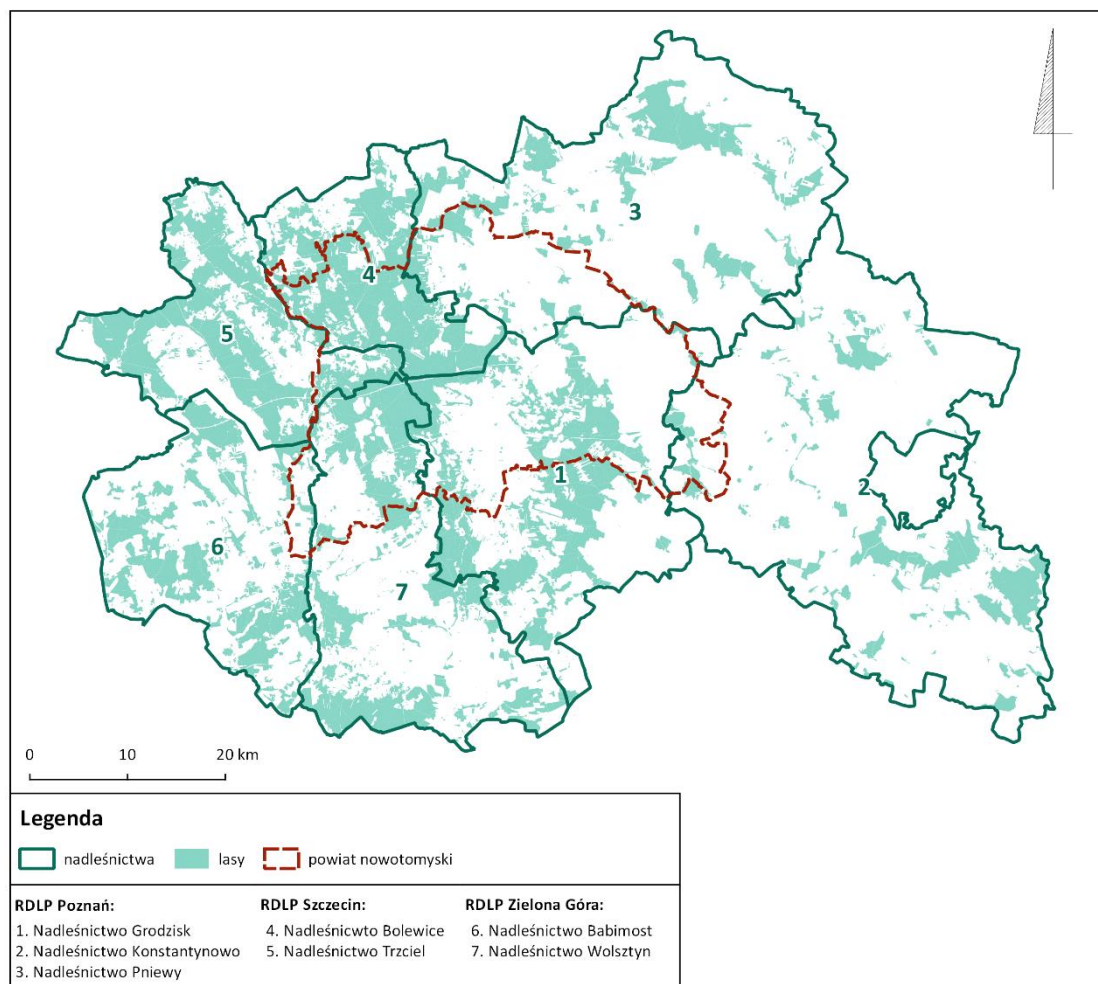 3
4
5
1
2
6
7
0 10 20 km
Legenda
nadleśnictwa lasy powiat nowotomyski
RDLP Poznań: RDLP Szczecin: RDLP Zielona Góra:
1. Nadleśnictwo Grodzisk 4. Nadleśnicwto Bolewice 6. Nadleśnictwo Babimost
2. Nadleśnictwo Konstantynowo 5. Nadleśnictwo Trzciel 7. Nadleśnictwo Wolsztyn
3. Nadleśnictwo Pniewy